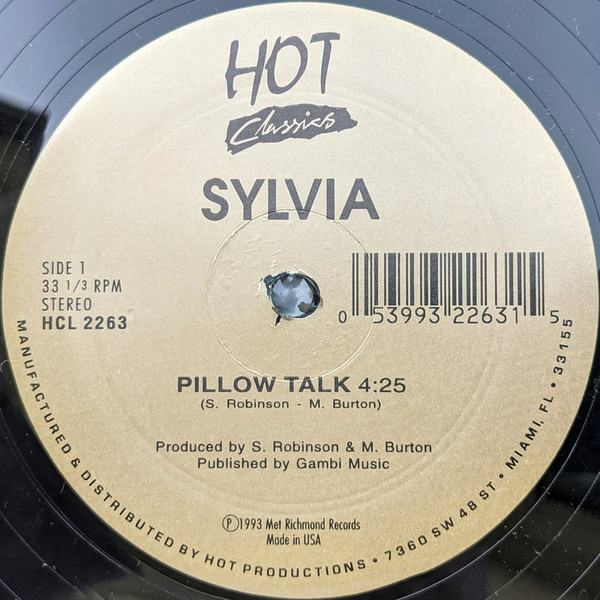 HOT
Classics
SYLVIA
SIDE 1
33 1/3 RPM
STEREO
HCL 2263
0 53993 22631 5
PILLOW TALK 4:25
(S. Robinson - M. Burton)
Produced by S. Robinson & M. Burton
Published by Gambi Music
Ⓟ1993 Met Richmond Records
Made in USA
MANUFACTURED & DISTRIBUTED BY HOT PRODUCTIONS • 7360 SW 48 ST • MIAMI, FL • 33155